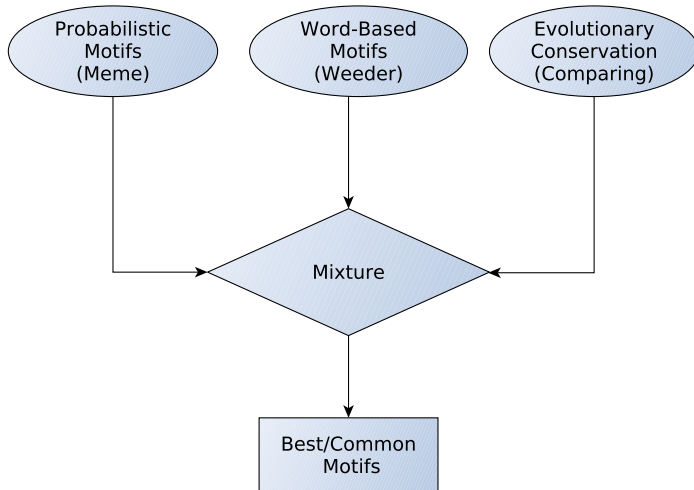 Probabilistic
Motifs
(Meme)
Word-Based
Motifs
(Weeder)
Evolutionary
Conservation
(Comparing)
Mixture
Best/Common
Motifs